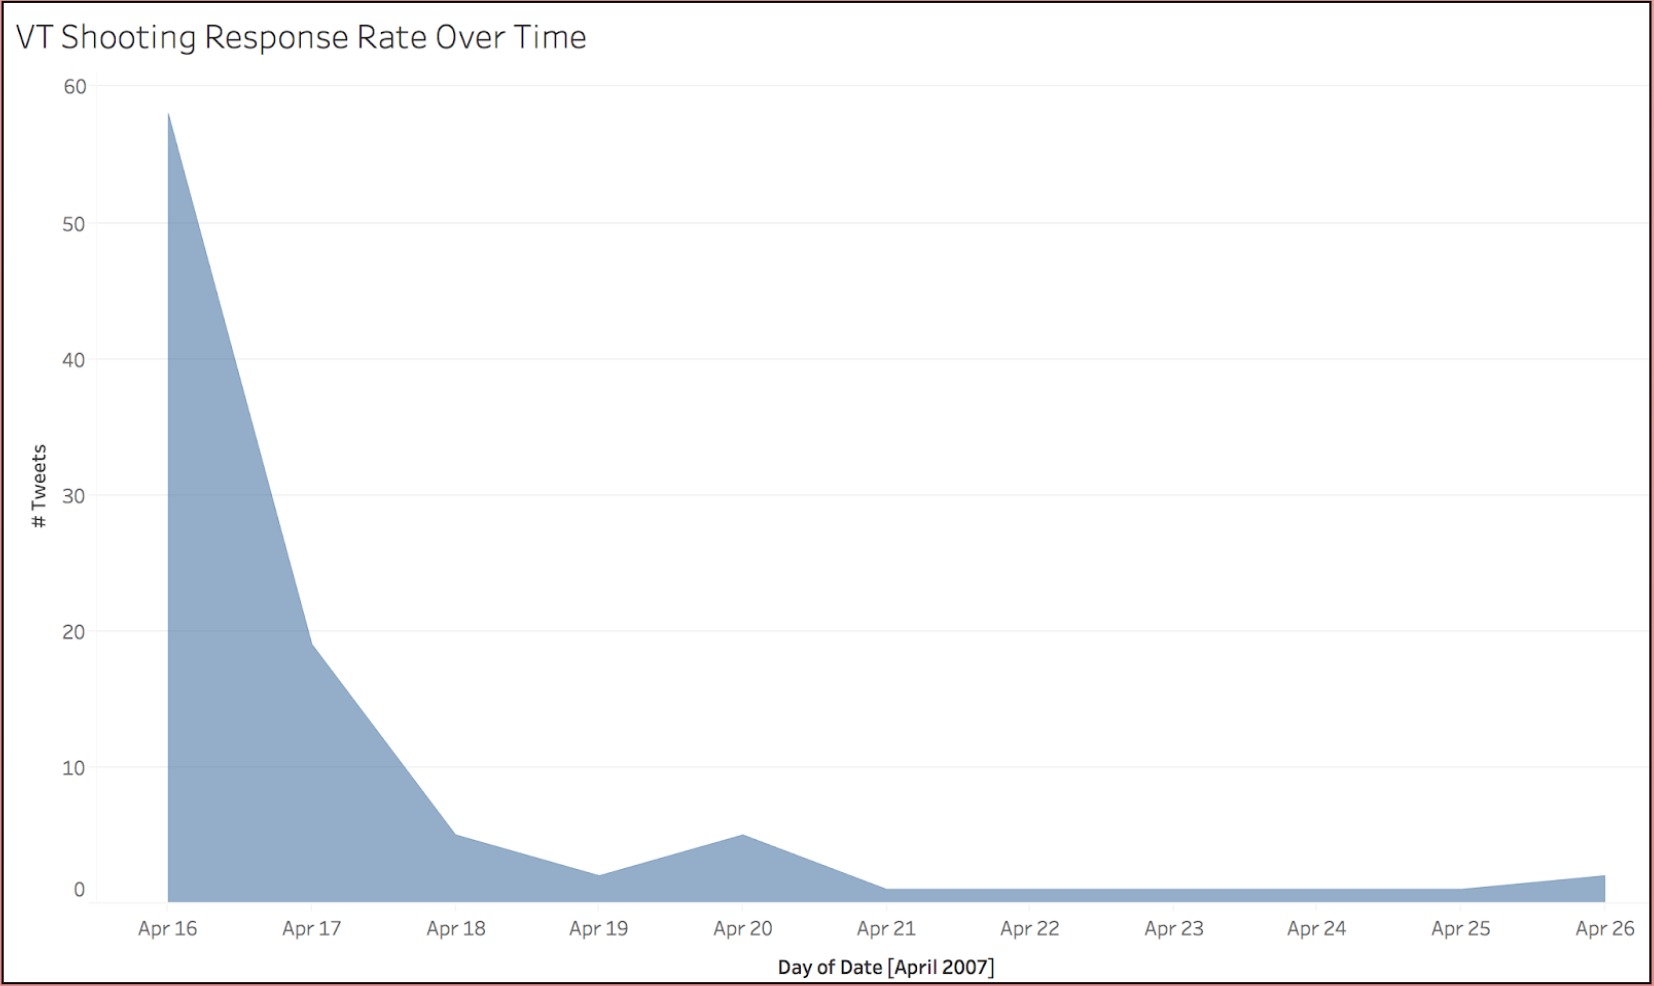 VT Shooting Response Rate Over Time
60
50
40
30
20
10
0
# Tweets
Apr 16 Apr 17 Apr 18 Apr 19 Apr 20 Apr 21 Apr 22 Apr 23 Apr 24 Apr 25 Apr 26
Day of Date [April 2007]